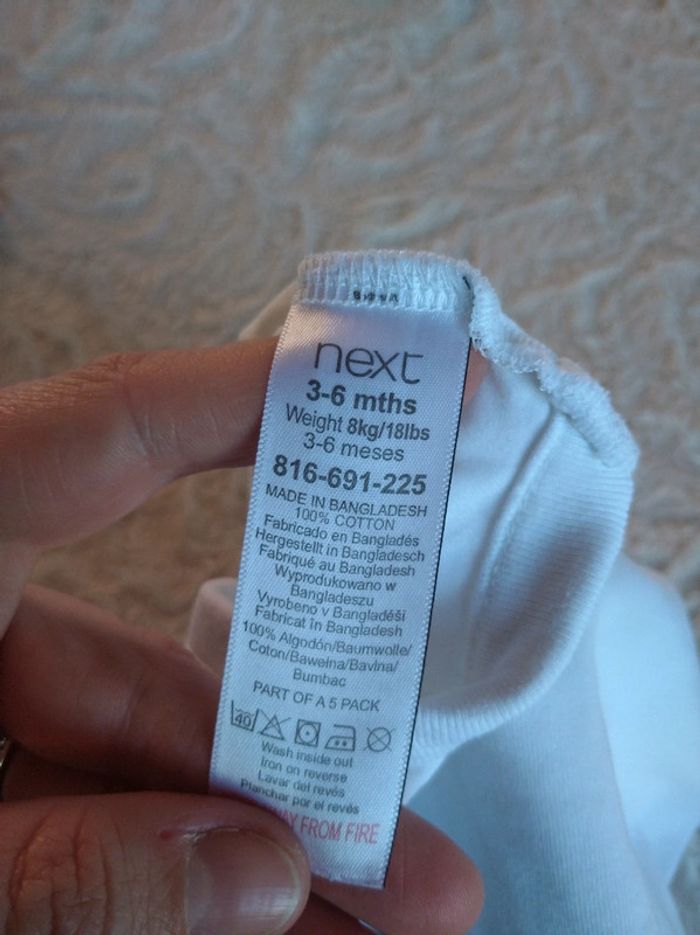 next
3-6 mths
Weight 8kg/18lbs
3-6 meses
816-691-225
MADE IN BANGLADESH
100% COTTON
Fabricado en Bangladés
Hergestellt in Bangladesch
Fabriqué au Bangladesh
Wyprodukowano w
Bangladeszu
Vyrobeno v Bangladéši
Fabricat în Bangladesh
100% Algodón/Baumwolle/
Coton/Bawełna/Bavlna/
Bumbac
PART OF A 5 PACK
40
Wash inside out
Iron on reverse
Lavar del revés
Planchar por el revés
FROM FIRE